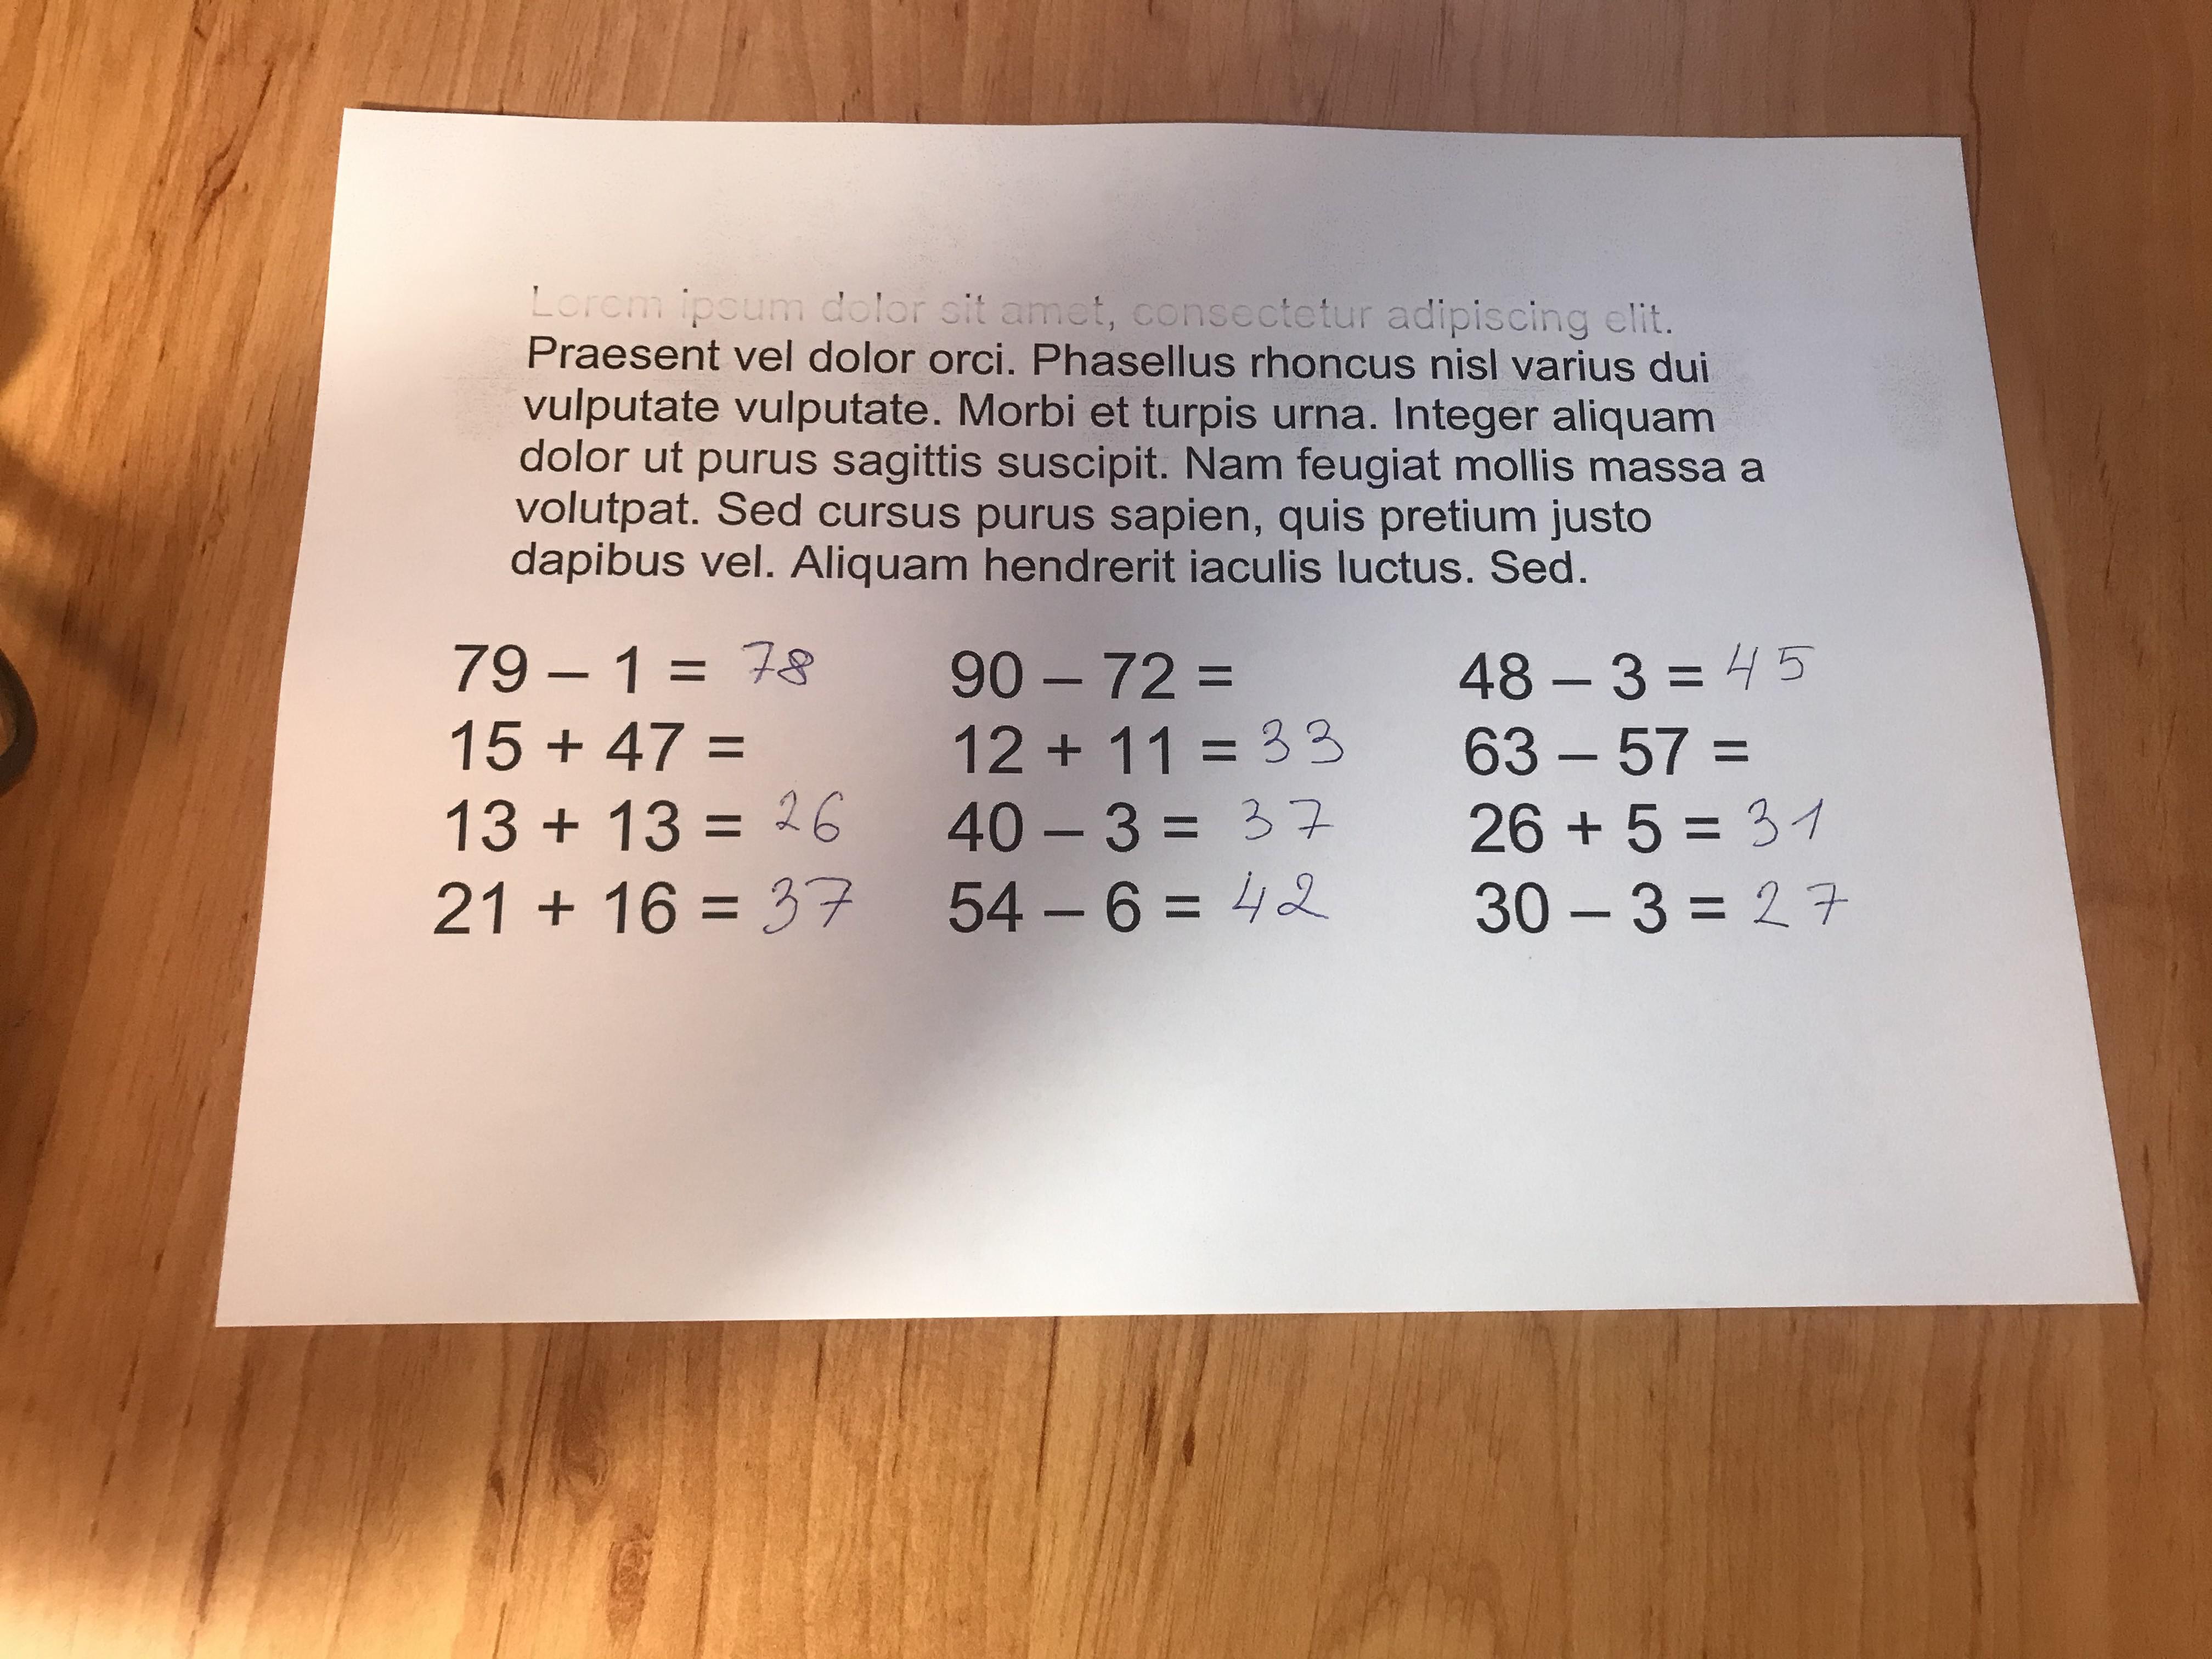 Lorem ipsum dolor sit amet, consectetur adipiscing elit.
Praesent vel dolor orci. Phasellus rhoncus nisl varius dui
vulputate vulputate. Morbi et turpis urna. Integer aliquam
dolor ut purus sagittis suscipit. Nam feugiat mollis massa a
volutpat. Sed cursus purus sapien, quis pretium justo
dapibus vel. Aliquam hendrerit iaculis luctus. Sed.
79 – 1 = 78 90 – 72 = 48 – 3 = 45
15 + 47 = 12 + 11 = 33 63 – 57 =
13 + 13 = 26 40 – 3 = 37 26 + 5 = 31
21 + 16 = 37 54 – 6 = 42 30 – 3 = 27